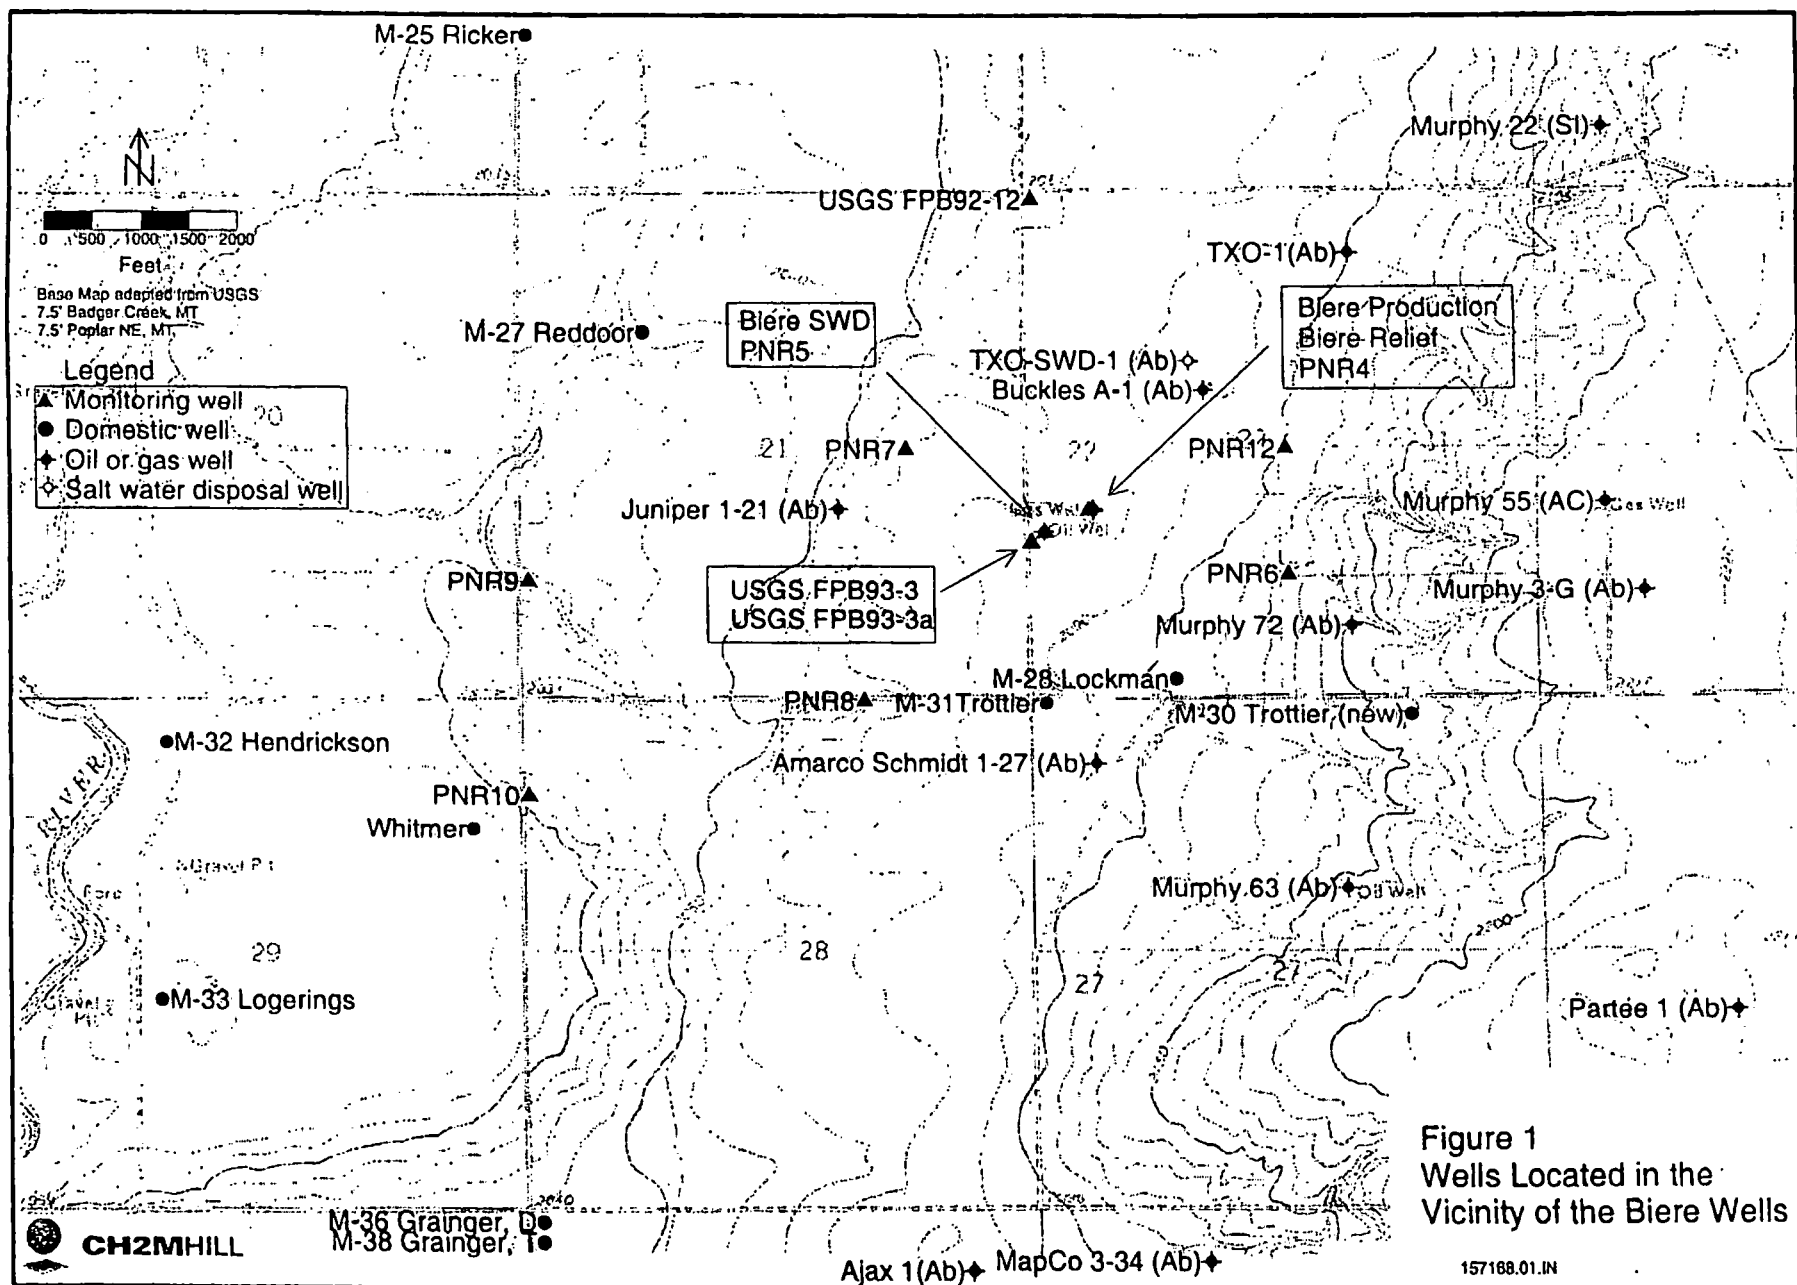 M-25 Ricker
Murphy 22 (SI)
N
USGS FPB92-12
0 500 1000 1500 2000
Feet
TXO-1(Ab)
Base Map adapted from USGS
7.5' Badger Creek, MT
7.5' Poplar NE, MT
Biere SWD
PNR5
Biere Production
Biere Relief
PNR4
M-27 Reddoor
TXO-SWD-1 (Ab)
Buckles A-1 (Ab)
Legend
Monitoring well
Domestic well
Oil or gas well
Salt water disposal well
20
21
PNR7
22
PNR12
Juniper 1-21 (Ab)
Murphy 55 (AC)
Gas Well
Oil Well
PNR9
USGS FPB93-3
USGS FPB93-3a
PNR6
Murphy 3-G (Ab)
Murphy 72 (Ab)
M-28 Lockman
PNR8
M-31Trottier
M-30 Trottier (new)
M-32 Hendrickson
RIVER
Amarco Schmidt 1-27 (Ab)
PNR10
Whitmer
Gravel Pit
Ford
Murphy 63 (Ab)
Oil Well
29
28
27
27
M-33 Logerings
Partee 1 (Ab)
Figure 1
Wells Located in the
Vicinity of the Biere Wells
M-36 Grainger, D
M-38 Grainger, T
CH2MHILL
Ajax 1(Ab)
MapCo 3-34 (Ab)
157168.01.IN